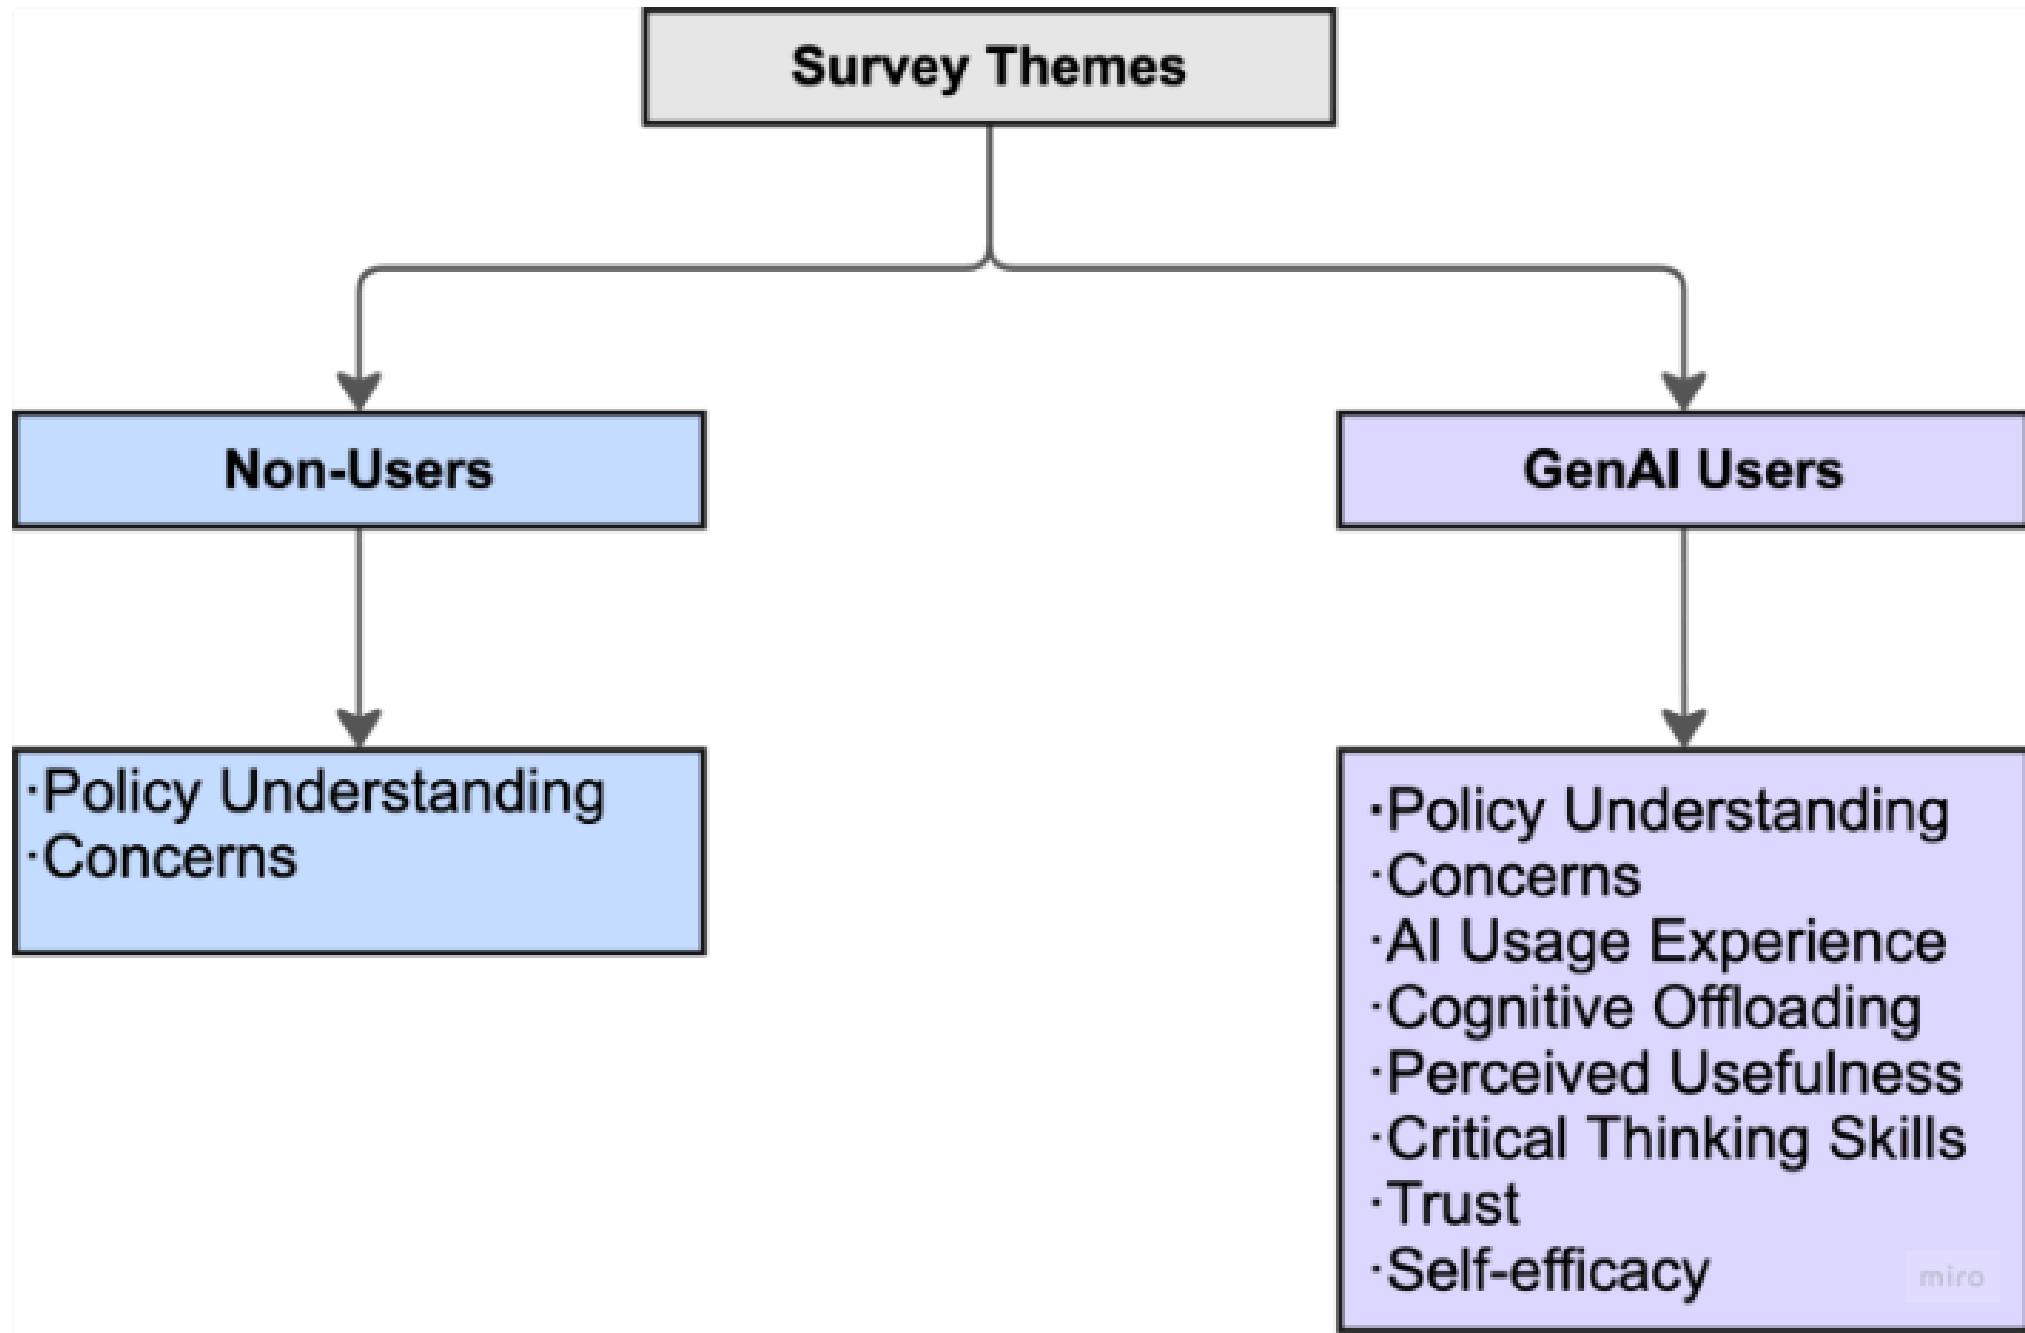 Survey Themes
Non-Users
GenAI Users
·Policy Understanding
·Concerns
·Policy Understanding
·Concerns
·AI Usage Experience
·Cognitive Offloading
·Perceived Usefulness
·Critical Thinking Skills
·Trust
·Self-efficacy
miro